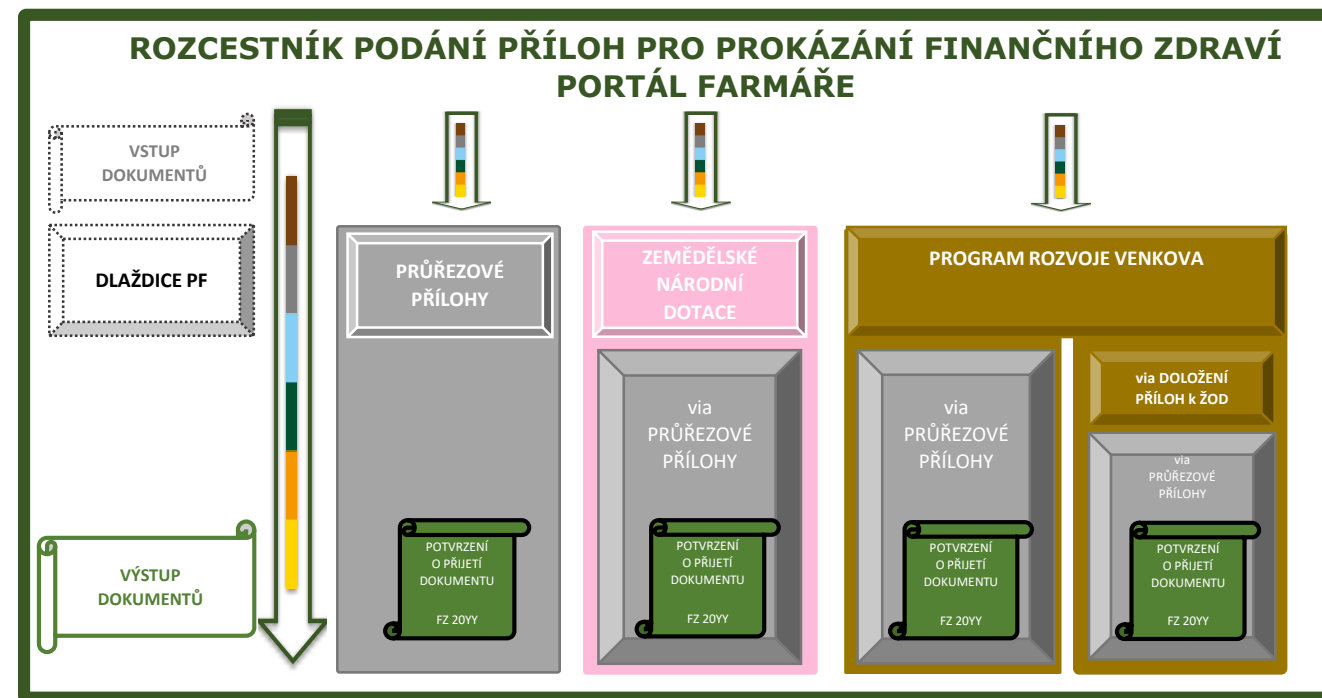 ROZCESTNÍK PODÁNÍ PŘÍLOH PRO PROKÁZÁNÍ FINANČNÍHO ZDRAVÍ
PORTÁL FARMÁŘE
VSTUP
DOKUMENTŮ
DLAŽDICE PF
VÝSTUP
DOKUMENTŮ
PRŮŘEZOVÉ
PŘÍLOHY
POTVRZENÍ
O PŘIJETÍ
DOKUMENTU
FZ 20YY
ZEMĚDĚLSKÉ
NÁRODNÍ
DOTACE
via
PRŮŘEZOVÉ
PŘÍLOHY
POTVRZENÍ
O PŘIJETÍ
DOKUMENTU
FZ 20YY
PROGRAM ROZVOJE VENKOVA
via
PRŮŘEZOVÉ
PŘÍLOHY
POTVRZENÍ
O PŘIJETÍ
DOKUMENTU
FZ 20YY
via DOLOŽENÍ
PŘÍLOH k ŽOD
via
PRŮŘEZOVÉ
PŘÍLOHY
POTVRZENÍ
O PŘIJETÍ
DOKUMENTU
FZ 20YY